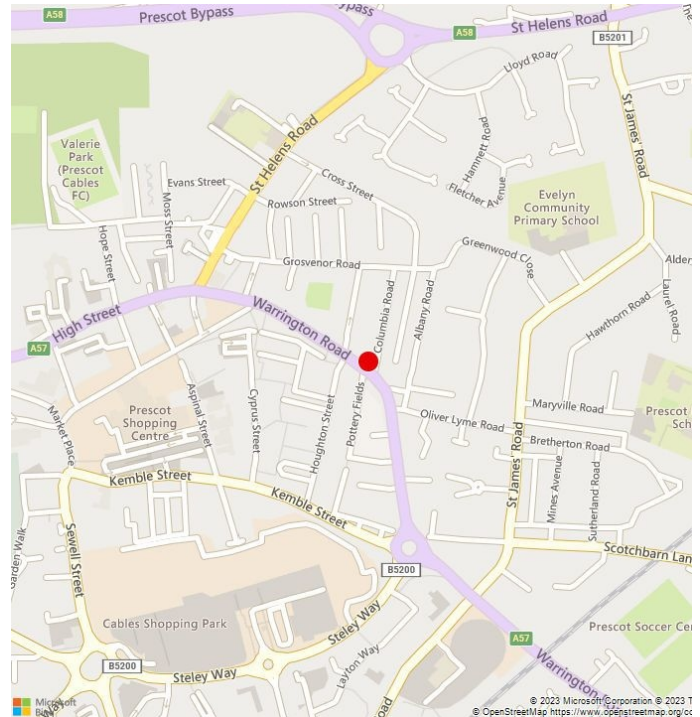 A58
Prescot Bypass
ypass
A58
St Helens Road
B5201
Lloyd Road
St James' Road
Valerie
Park
(Prescot
Cables
FC)
St Helens Road
Hamnett Road
Evans Street
Moss Street
Cross Street
Fletcher Avenue
Rowson Street
Evelyn
Community
Primary School
Hope Street
Greenwood Close
Grosvenor Road
Alder
Laurel Road
Columbia Road
Albany Road
Hawthorn Road
High Street
Warrington Road
A57
Market Place
Prescot
Shopping
Centre
Aspinal Street
Cyprus Street
Houghton Street
Pottery Fields
Oliver Lyme Road
Maryville Road
Prescot
Sch
Bretherton Road
St James' Road
Mines Avenue
Sutherland Road
Kemble Street
Kemble Street
Sewell Street
Garden Walk
Scotchbarn Lan
B5200
Cables Shopping Park
Steley Way
A57
Prescot Soccer Cen
B5200
Steley Way
Layton Way
Road
Warrington
Way
Microsoft
Bing
© 2023 Microsoft Corporation © 2023 T
© OpenStreetMap https://www.openstreetmap.org/co